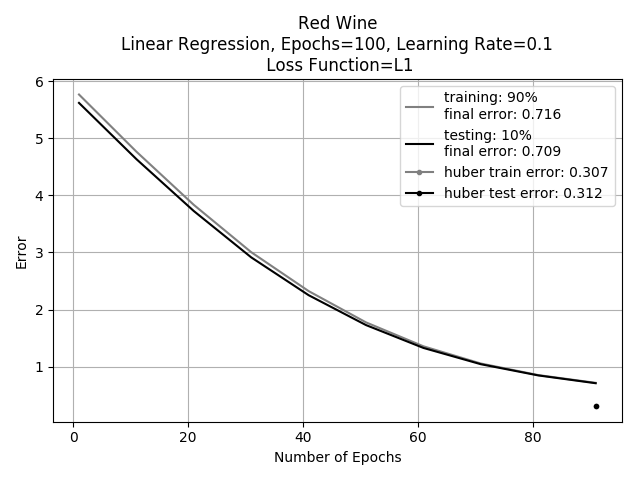 Red Wine
Linear Regression, Epochs=100, Learning Rate=0.1
Loss Function=L1
6
5
4
3
2
1
Error
training: 90%
final error: 0.716
testing: 10%
final error: 0.709
huber train error: 0.307
huber test error: 0.312
0
20
40
60
80
Number of Epochs